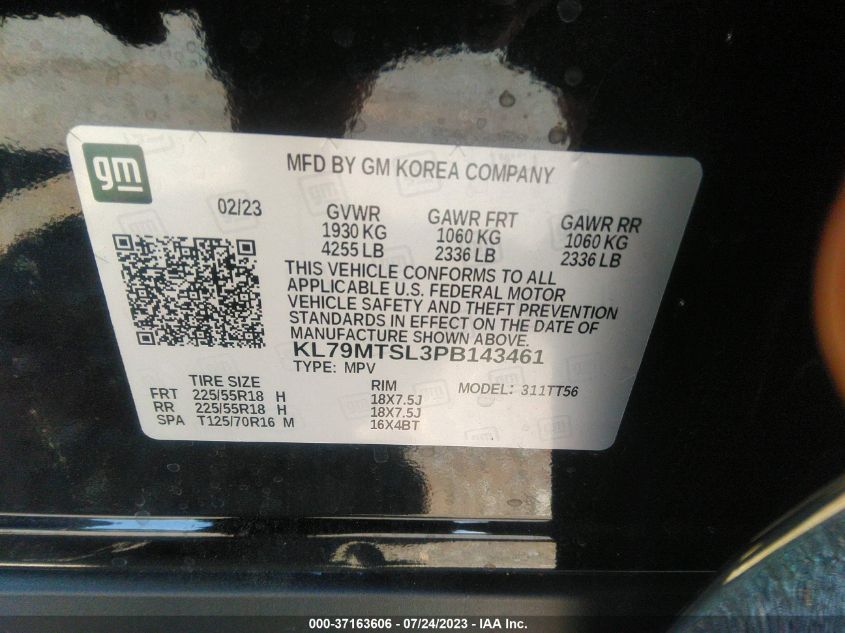 gm
MFD BY GM KOREA COMPANY
02/23
GVWR GAWR FRT GAWR RR
1930 KG 1060 KG 1060 KG
4255 LB 2336 LB 2336 LB
THIS VEHICLE CONFORMS TO ALL
APPLICABLE U.S. FEDERAL MOTOR
VEHICLE SAFETY AND THEFT PREVENTION
STANDARDS IN EFFECT ON THE DATE OF
MANUFACTURE SHOWN ABOVE.
KL79MTSL3PB143461
TYPE: MPV
TIRE SIZE RIM MODEL: 311TT56
FRT 225/55R18 H 18X7.5J
RR 225/55R18 H 18X7.5J
SPA T125/70R16 M 16X4BT
000-37163606 / 07/24/2023 / © IAA Inc.